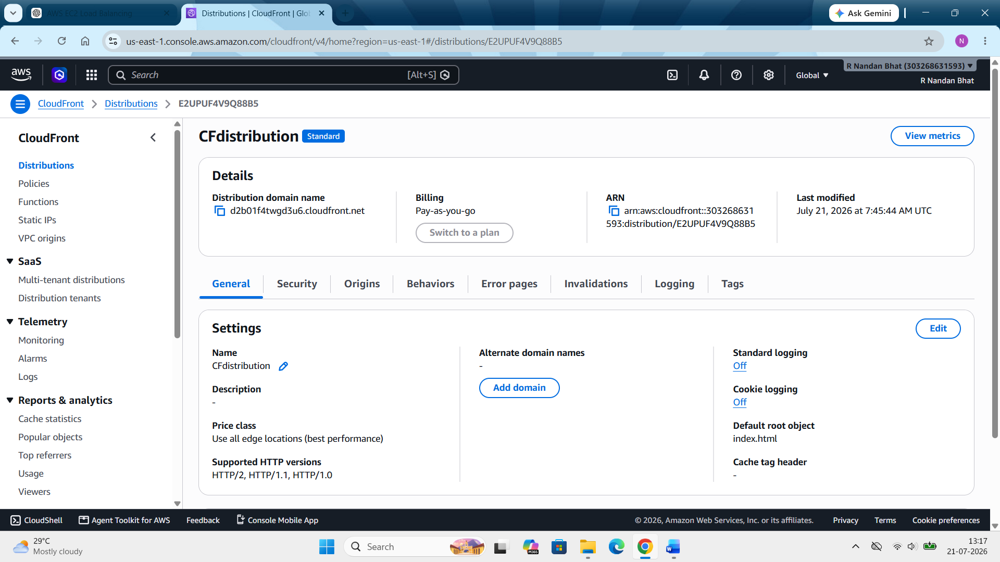 AWS EC2 Load Balancing
Distributions | CloudFront | Glo
Ask Gemini
us-east-1.console.aws.amazon.com/cloudfront/v4/home?region=us-east-1#/distributions/E2UPUF4V9Q88B5
N
aws
Search
[Alt+S]
Global
R Nandan Bhat (303268631593)
R Nandan Bhat
CloudFront
Distributions
E2UPUF4V9Q88B5
CloudFront
Distributions
Policies
Functions
Static IPs
VPC origins
SaaS
Multi-tenant distributions
Distribution tenants
Telemetry
Monitoring
Alarms
Logs
Reports & analytics
Cache statistics
Popular objects
Top referrers
Usage
Viewers
CFdistribution
Standard
View metrics
Details
Distribution domain name
d2b01f4twgd3u6.cloudfront.net
Billing
Pay-as-you-go
Switch to a plan
ARN
arn:aws:cloudfront::303268631
593:distribution/E2UPUF4V9Q88B5
Last modified
July 21, 2026 at 7:45:44 AM UTC
General
Security
Origins
Behaviors
Error pages
Invalidations
Logging
Tags
Settings
Edit
Name
CFdistribution
Description
-
Price class
Use all edge locations (best performance)
Supported HTTP versions
HTTP/2, HTTP/1.1, HTTP/1.0
Alternate domain names
-
Add domain
Standard logging
Off
Cookie logging
Off
Default root object
index.html
Cache tag header
-
CloudShell
Agent Toolkit for AWS
Feedback
Console Mobile App
© 2026, Amazon Web Services, Inc. or its affiliates.
Privacy
Terms
Cookie preferences
29°C
Mostly cloudy
Search
M365
W
13:17
21-07-2026